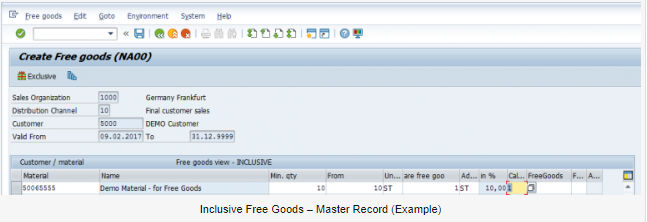 Free goods Edit Goto Environment System Help
Create Free goods (NA00)
Exclusive
Sales Organization 1000 Germany Frankfurt
Distribution Channel 10 Final customer sales
Customer 5000 DEMO Customer
Valid From 09.02.2017 To 31.12.9999
Customer / material Free goods view - INCLUSIVE
Material Name Min. qty From Un... are free goo Ad... in % Cal... FreeGoods F... A...
50065555 Demo Material - for Free Goods 10 10 ST 1 ST 10,00 1
Inclusive Free Goods – Master Record (Example)